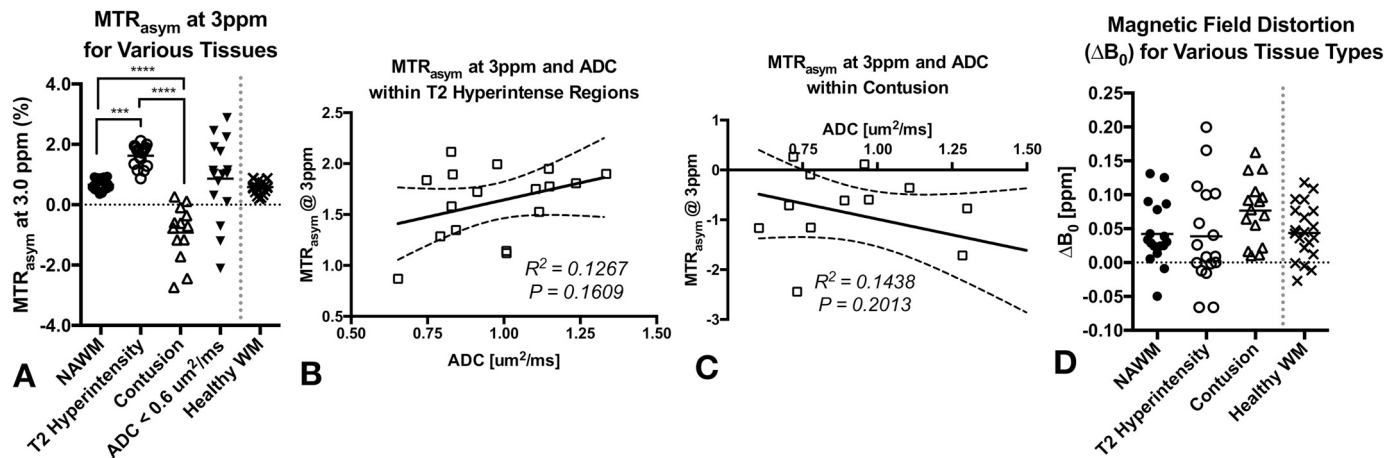 MTRasym at 3ppm
for Various Tissues
MTRasym at 3.0 ppm (%)
4.0
2.0
0.0
-2.0
-4.0
****
***
****
NAWM
T2 Hyperintensity
Contusion
ADC < 0.6 um2/ms
Healthy WM
A
MTRasym at 3ppm and ADC
within T2 Hyperintense Regions
MTRasym @ 3ppm
2.5
2.0
1.5
1.0
0.5
R2 = 0.1267
P = 0.1609
0.50 0.75 1.00 1.25 1.50
ADC [um2/ms]
B
MTRasym at 3ppm and ADC
within Contusion
ADC [um2/ms]
0.75 1.00 1.25 1.50
MTRasym @ 3ppm
1
0
-1
-2
-3
R2 = 0.1438
P = 0.2013
C
Magnetic Field Distortion
(ΔB0) for Various Tissue Types
ΔB0 [ppm]
0.25
0.20
0.15
0.10
0.05
0.00
0.05
-0.10
NAWM
T2 Hyperintensity
Contusion
Healthy WM
D